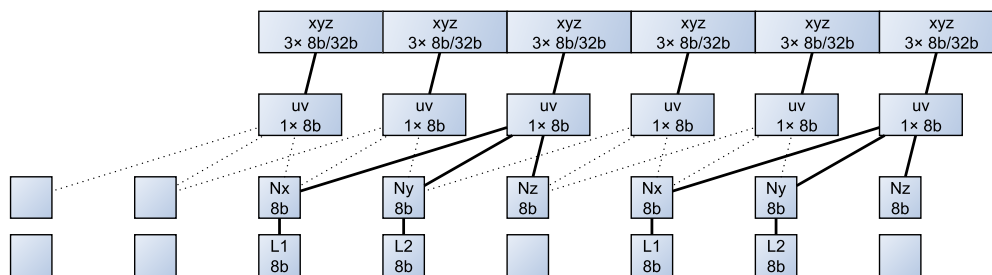 xyz xyz xyz xyz xyz xyz
3× 8b/32b 3× 8b/32b 3× 8b/32b 3× 8b/32b 3× 8b/32b 3× 8b/32b
uv uv uv uv uv uv
1× 8b 1× 8b 1× 8b 1× 8b 1× 8b 1× 8b
Nx Ny Nz Nx Ny Nz
8b 8b 8b 8b 8b 8b
L1 L2 L1 L2
8b 8b 8b 8b